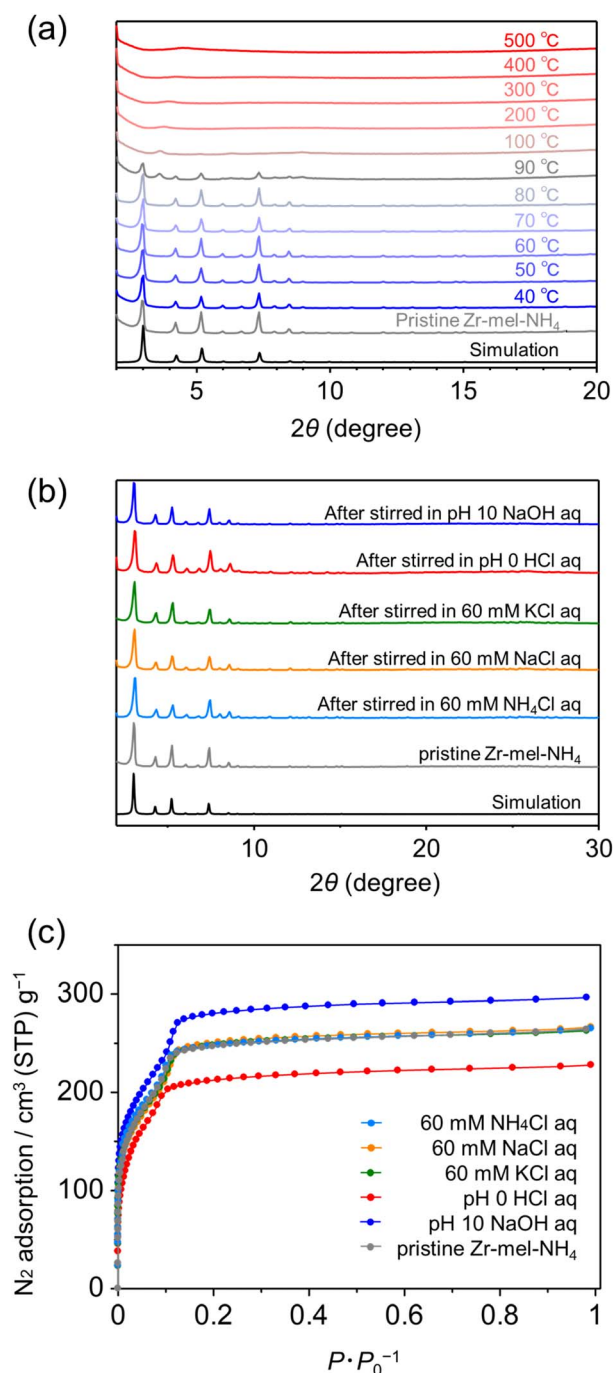 (a)
500 °C
400 °C
300 °C
200 °C
100 °C
90 °C
80 °C
70 °C
60 °C
50 °C
40 °C
Pristine Zr-mel-NH₄
Simulation
5 10 15 20
2θ (degree)
(b)
After stirred in pH 10 NaOH aq
After stirred in pH 0 HCl aq
After stirred in 60 mM KCl aq
After stirred in 60 mM NaCl aq
After stirred in 60 mM NH₄Cl aq
pristine Zr-mel-NH₄
Simulation
10 20 30
2θ (degree)
(c)
N₂ adsorption / cm³ (STP) g⁻¹
300
200
100
0
60 mM NH₄Cl aq
60 mM NaCl aq
60 mM KCl aq
pH 0 HCl aq
pH 10 NaOH aq
pristine Zr-mel-NH₄
0 0.2 0.4 0.6 0.8 1
P·P₀⁻¹